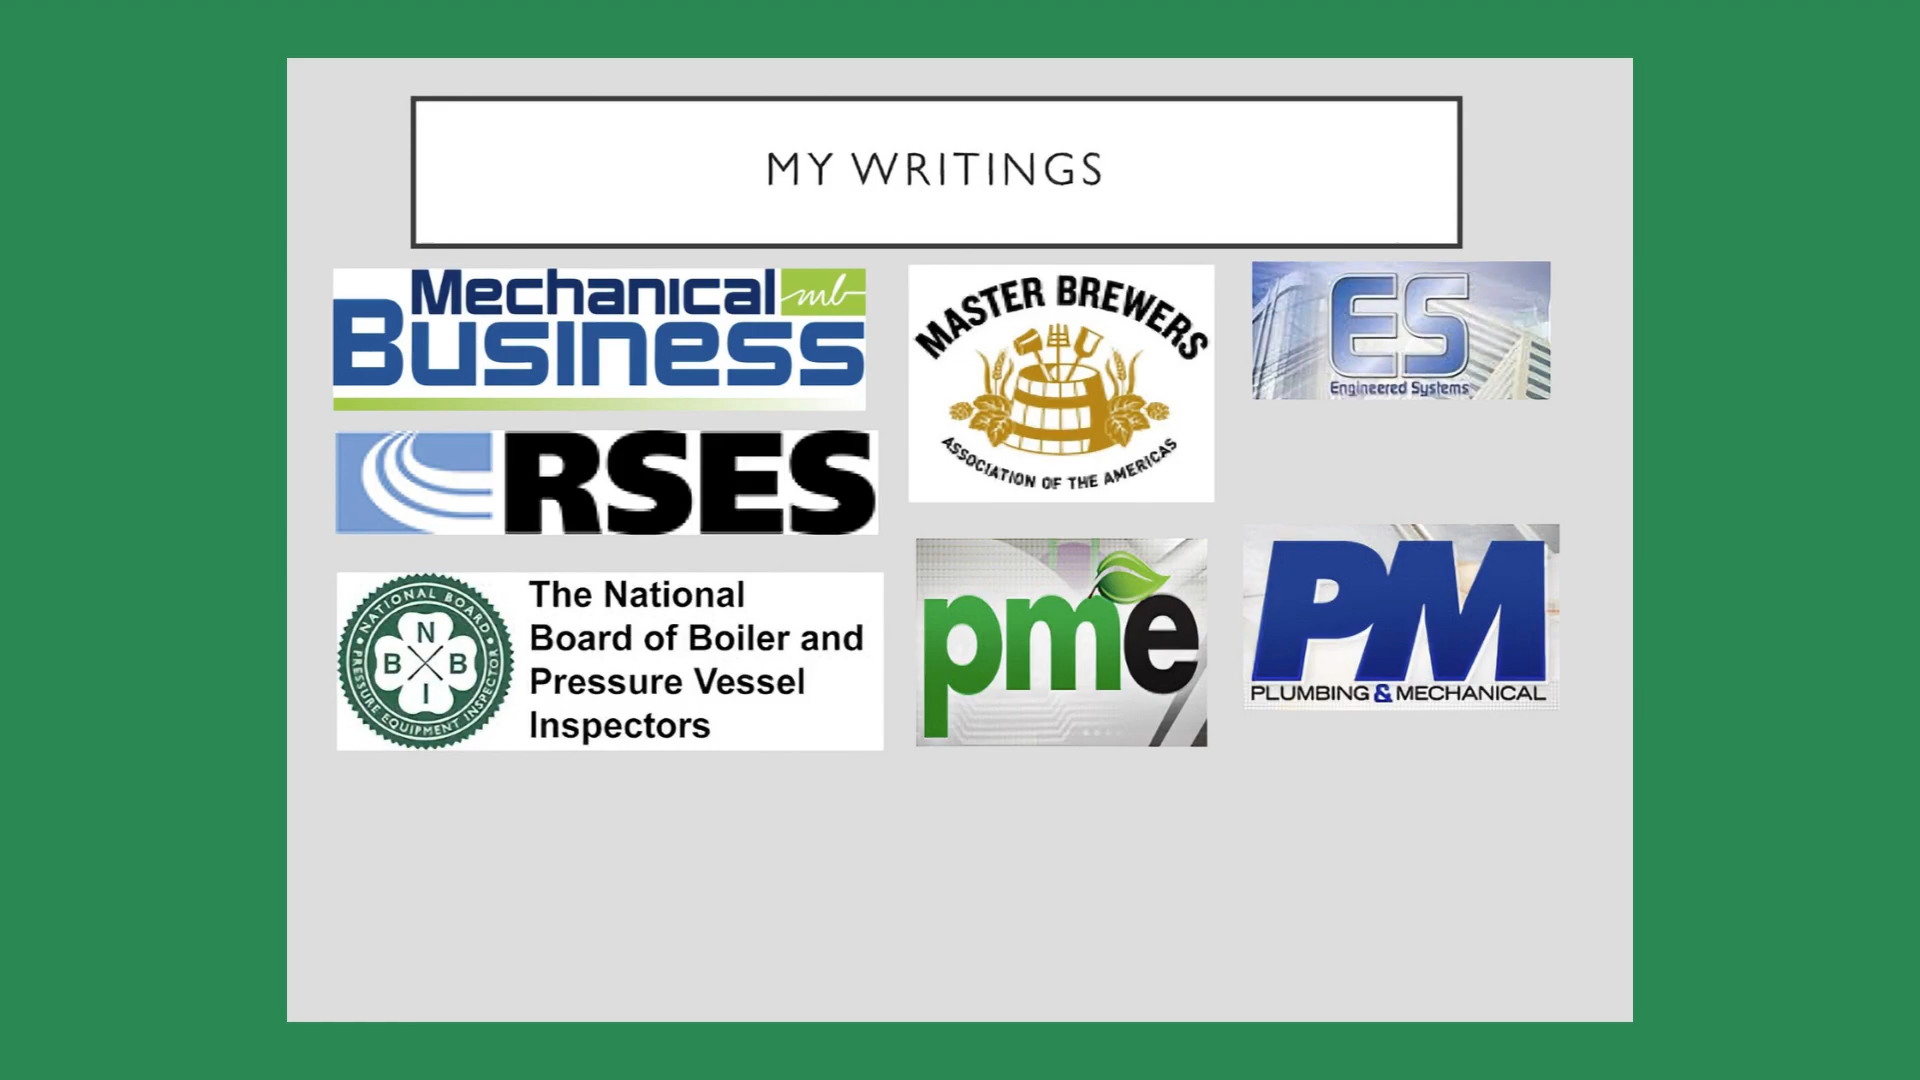 MY WRITINGS
Mechanical mb
Business
RSES
NATIONAL BOARD
PRESSURE EQUIPMENT INSPECTOR
N
B B
I
The National
Board of Boiler and
Pressure Vessel
Inspectors
MASTER BREWERS
ASSOCIATION OF THE AMERICAS
ES
Engineered Systems
pme
PM
PLUMBING & MECHANICAL